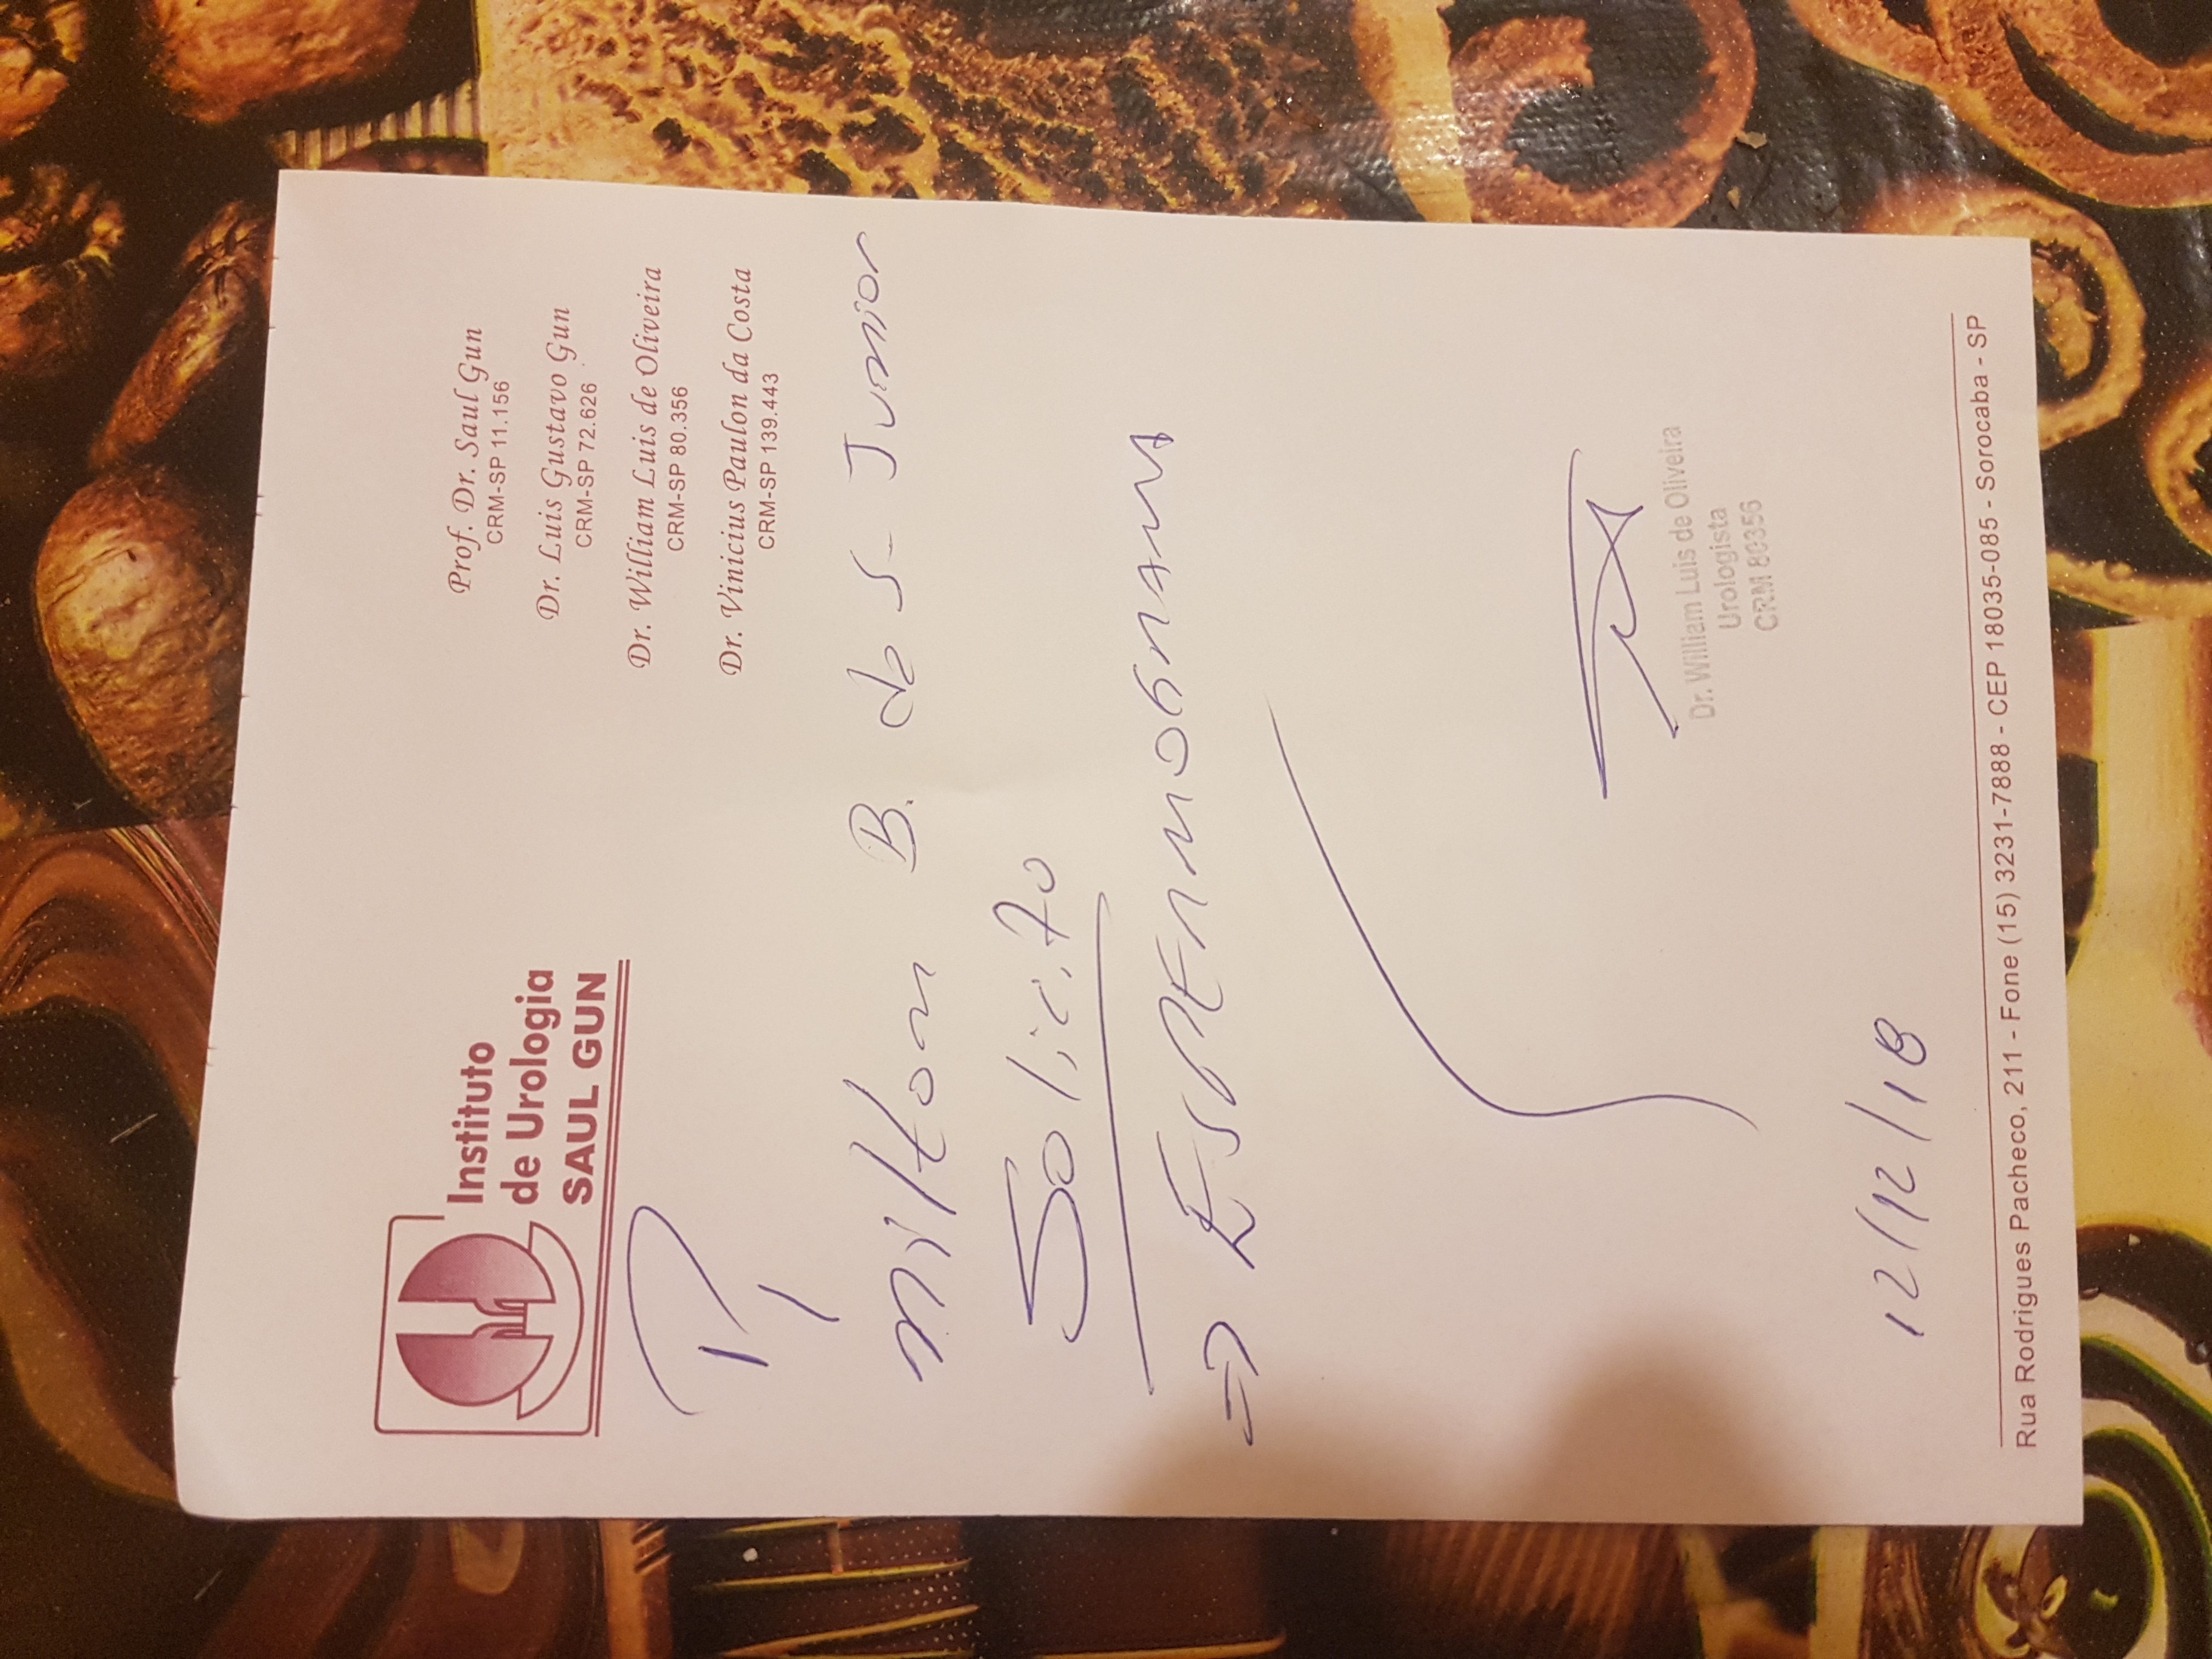 Instituto
de Urologia
SAUL GUN
Prof. Dr. Saul Gun
CRM-SP 11.156
Dr. Luis Gustavo Gun
CRM-SP 72.626
Dr. William Luis de Oliveira
CRM-SP 80.356
Dr. Vinicius Paulon da Costa
CRM-SP 139.443
P/
Milton B. de S. Junior
Solicito
=> ESPERMOGRAMA
Dr. William Luis de Oliveira
Urologista
CRM 80356
12/12/18
Rua Rodrigues Pacheco, 211 - Fone (15) 3231-7888 - CEP 18035-085 - Sorocaba - SP